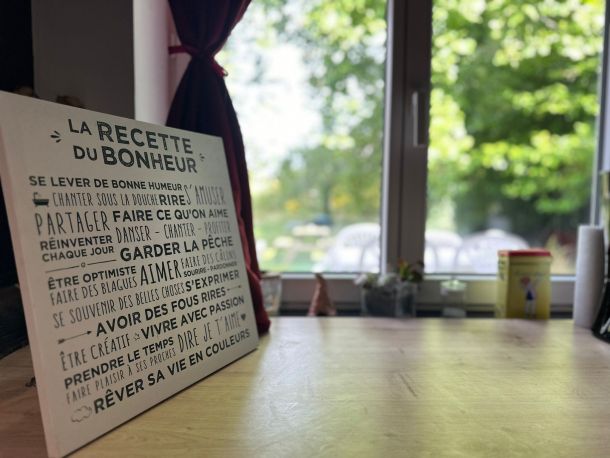 LA RECETTE
DU BONHEUR
SE LEVER DE BONNE HUMEUR
CHANTER SOUS LA DOUCHE RIRE S'AMUSER
PARTAGER FAIRE CE QU'ON AIME
RÉINVENTER CHAQUE JOUR DANSER - CHANTER - PROFITER
GARDER LA PÊCHE
ÊTRE OPTIMISTE AIMER FAIRE DES CÂLINS
FAIRE DES BLAGUES SOURIRE - PARDONNER
SE SOUVENIR DES BELLES CHOSES S'EXPRIMER
AVOIR DES FOUS RIRES
ÊTRE CRÉATIF VIVRE AVEC PASSION
PRENDRE LE TEMPS DIRE JE T'AIME
FAIRE PLAISIR À SES PROCHES
RÊVER SA VIE EN COULEURS